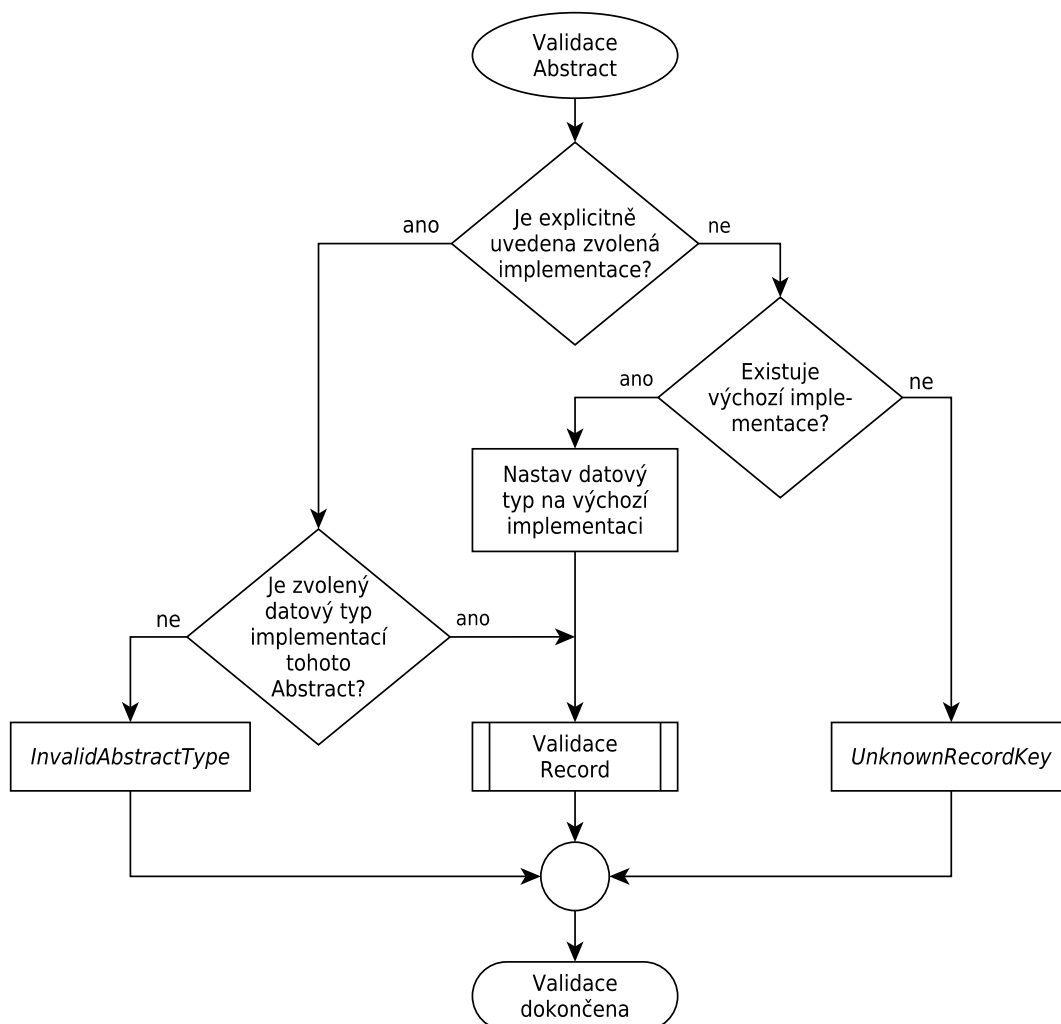 Validace
Abstract
ano
Je explicitně
uvedena zvolená
implementace?
ne
ano
Existuje
výchozí imple-
mentace?
ne
Nastav datový
typ na výchozí
implementaci
ne
Je zvolený
datový typ
implementací
tohoto
Abstract?
ano
InvalidAbstractType
Validace
Record
UnknownRecordKey
Validace
dokončena